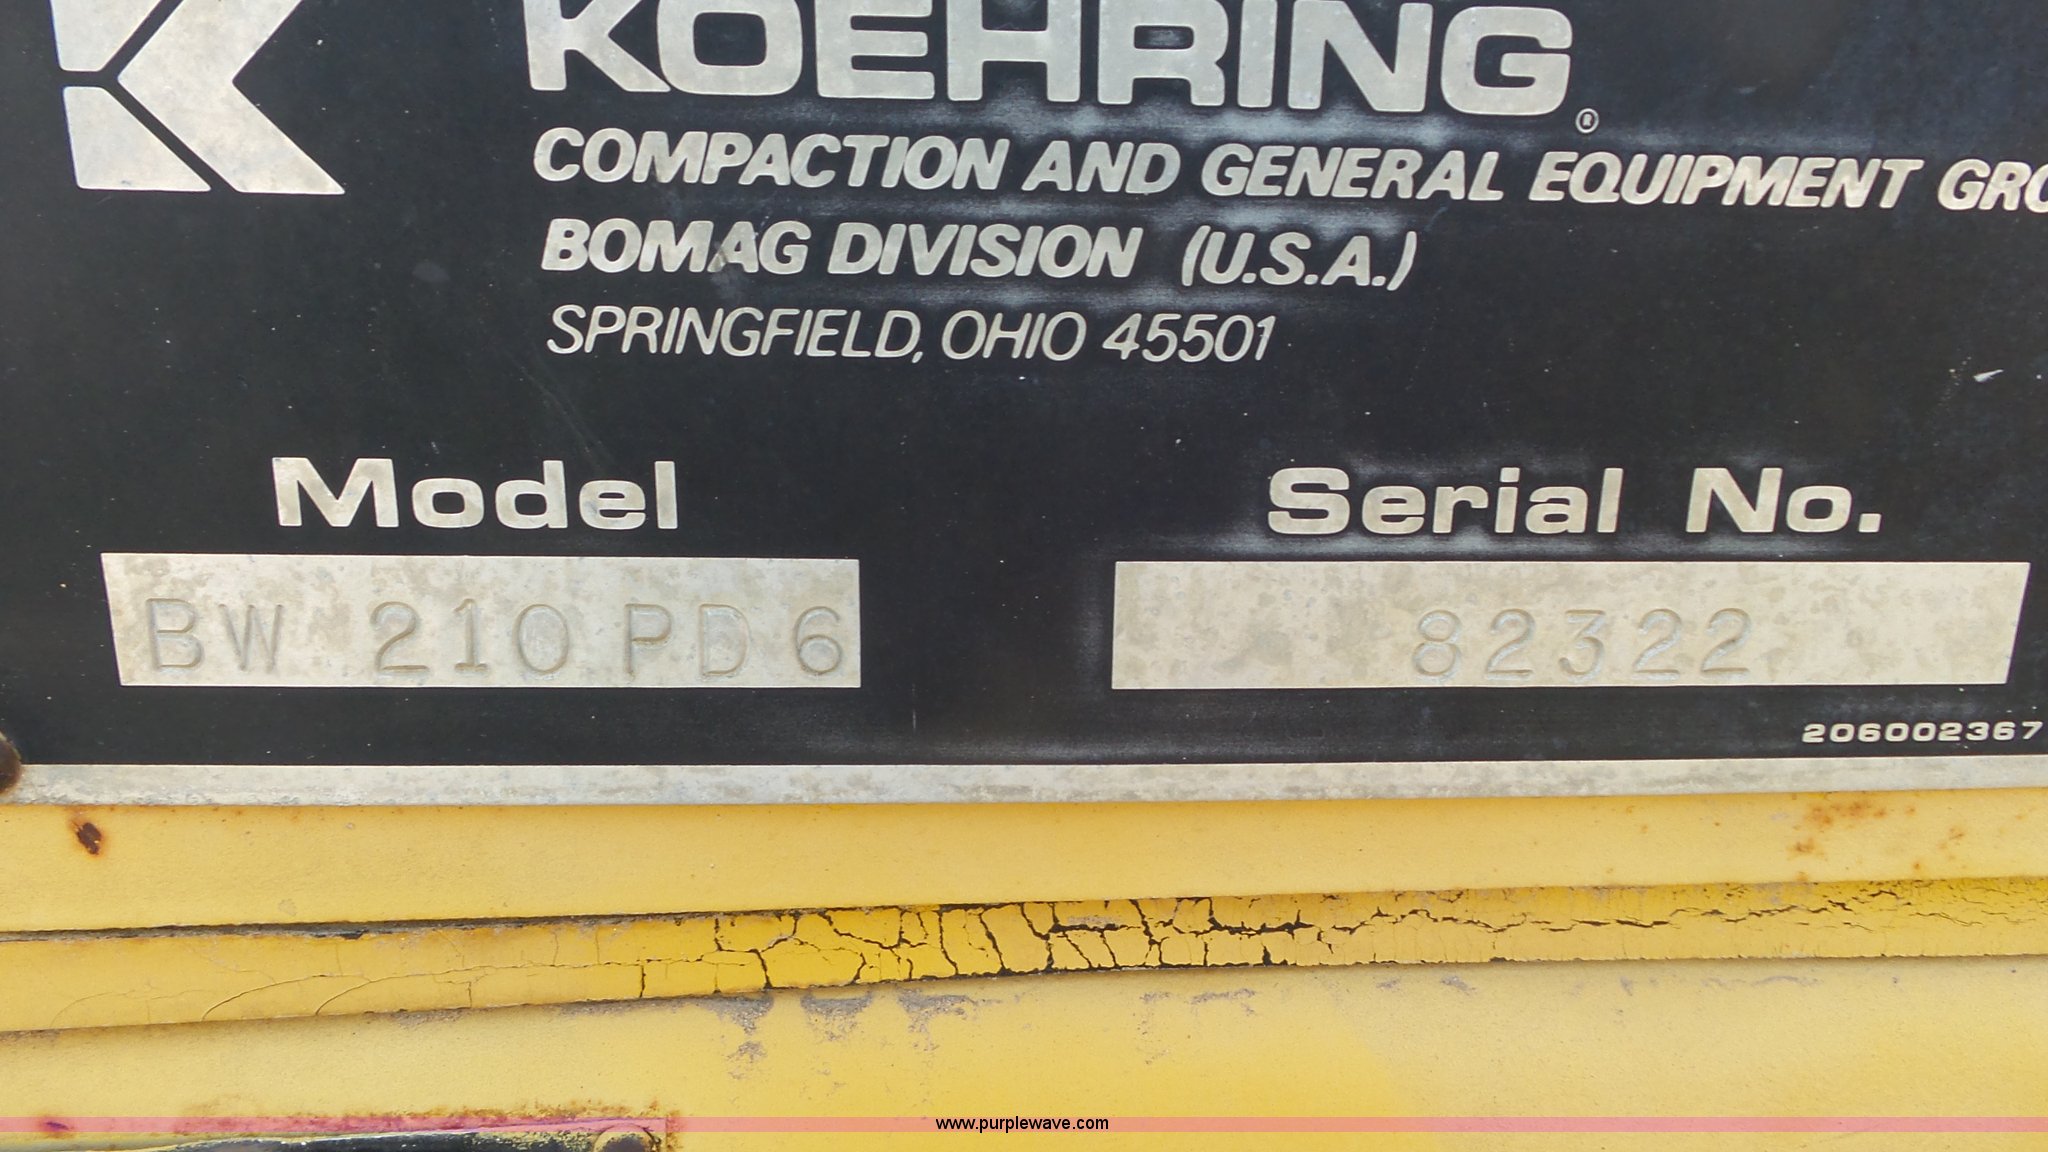 KOEHRING®
COMPACTION AND GENERAL EQUIPMENT GRO
BOMAG DIVISION (U.S.A.)
SPRINGFIELD, OHIO 45501
Model Serial No.
BW 210 PD 6 82322
206002367
www.purplewave.com